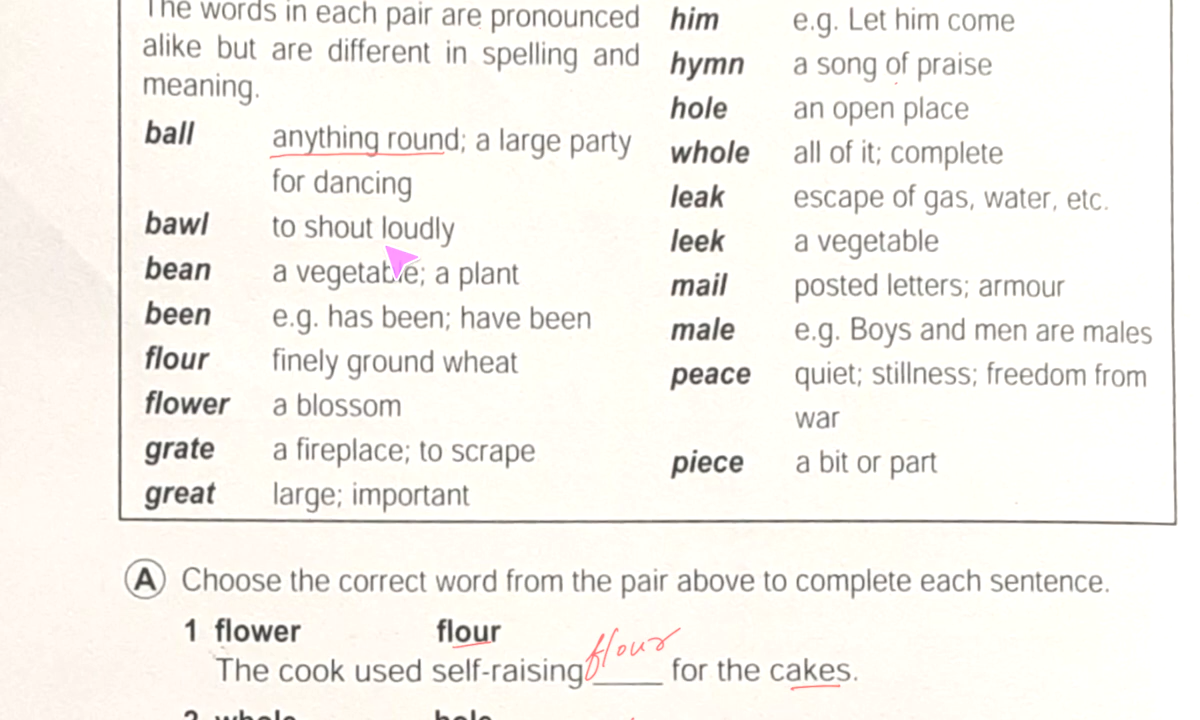 The words in each pair are pronounced
alike but are different in spelling and
meaning.
ball anything round; a large party
for dancing
bawl to shout loudly
bean a vegetable; a plant
been e.g. has been; have been
flour finely ground wheat
flower a blossom
grate a fireplace; to scrape
great large; important
him e.g. Let him come
hymn a song of praise
hole an open place
whole all of it; complete
leak escape of gas, water, etc.
leek a vegetable
mail posted letters; armour
male e.g. Boys and men are males
peace quiet; stillness; freedom from
war
piece a bit or part
A Choose the correct word from the pair above to complete each sentence.
1 flower flour
The cook used self-raising flour for the cakes.
2 whole hole